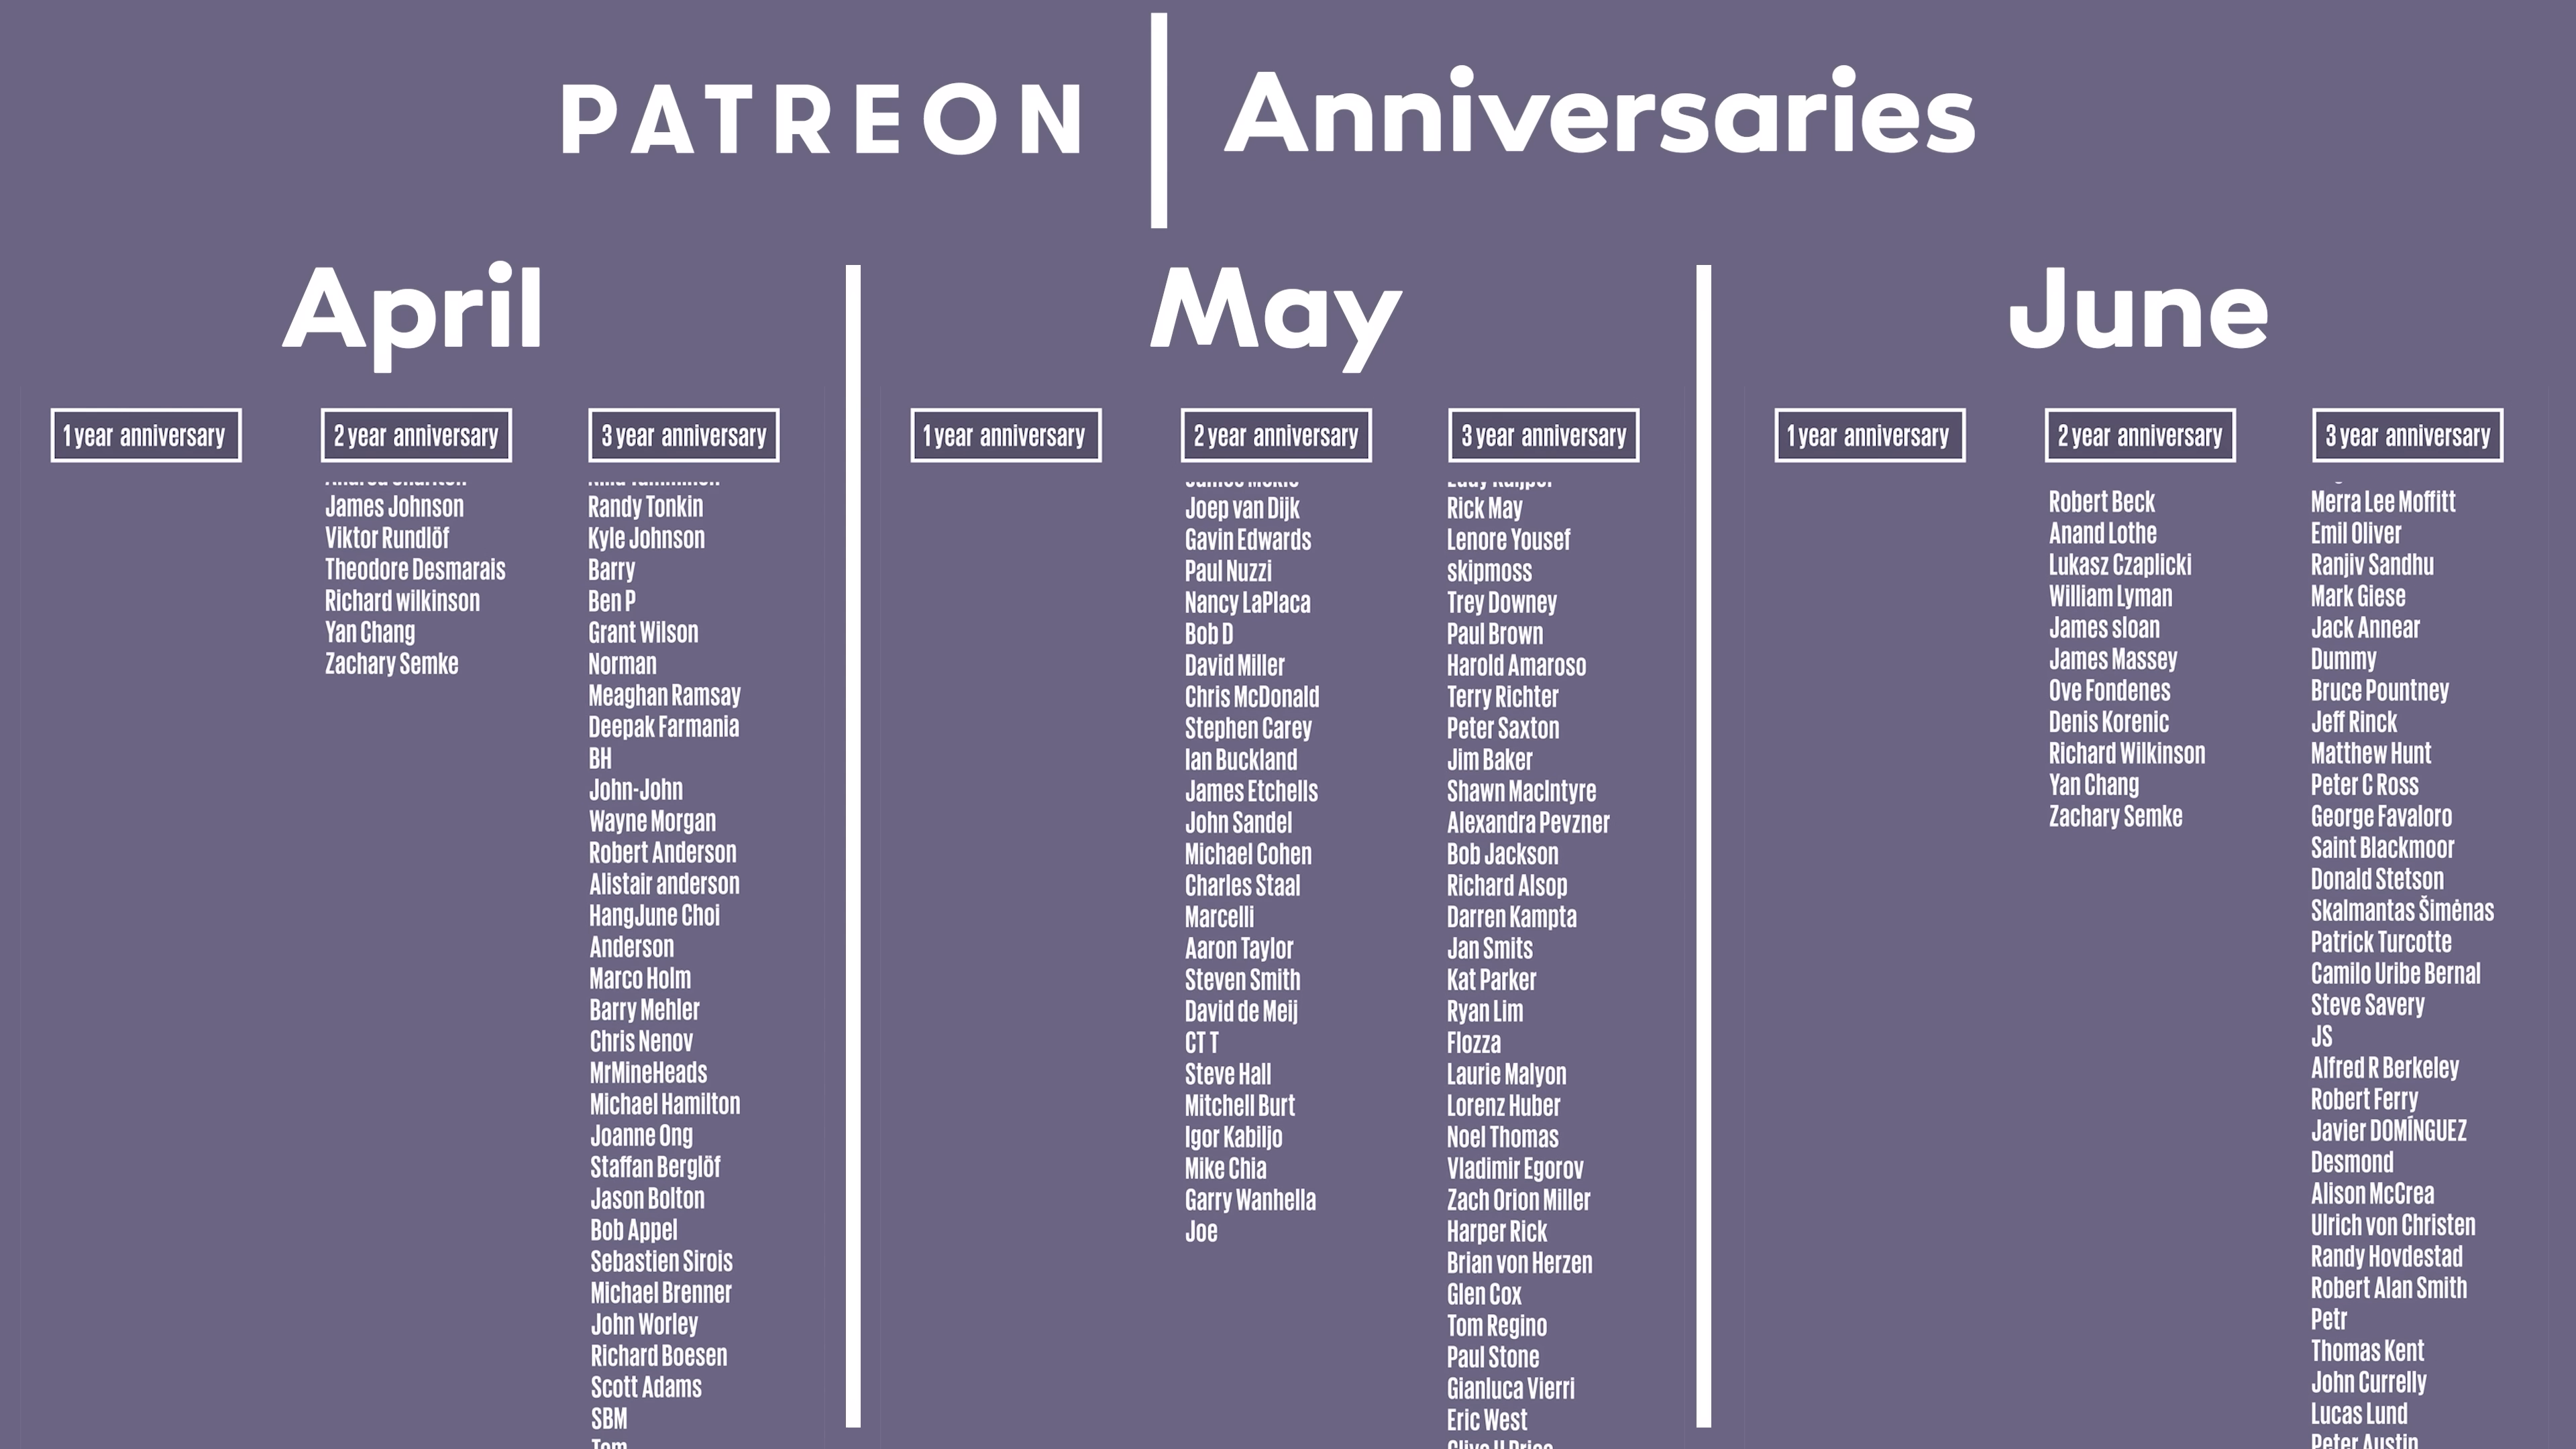 PATREON
Anniversaries
April
1 year anniversary
2 year anniversary
James Johnson
Viktor Rundlöf
Theodore Desmarais
Richard wilkinson
Yan Chang
Zachary Semke
3 year anniversary
Randy Tonkin
Kyle Johnson
Barry
Ben P
Grant Wilson
Norman
Meaghan Ramsay
Deepak Farmania
BH
John-John
Wayne Morgan
Robert Anderson
Alistair anderson
HangJune Choi
Anderson
Marco Holm
Barry Mehler
Chris Nenov
MrMineHeads
Michael Hamilton
Joanne Ong
Staffan Berglöf
Jason Bolton
Bob Appel
Sebastien Sirois
Michael Brenner
John Worley
Richard Boesen
Scott Adams
SBM
May
1 year anniversary
2 year anniversary
Joep van Dijk
Gavin Edwards
Paul Nuzzi
Nancy LaPlaca
Bob D
David Miller
Chris McDonald
Stephen Carey
Ian Buckland
James Etchells
John Sandel
Michael Cohen
Charles Staal
Marcelli
Aaron Taylor
Steven Smith
David de Meij
CT T
Steve Hall
Mitchell Burt
Igor Kabiljo
Mike Chia
Garry Wanhella
Joe
3 year anniversary
Rick May
Lenore Yousef
skipmoss
Trey Downey
Paul Brown
Harold Amaroso
Terry Richter
Peter Saxton
Jim Baker
Shawn MacIntyre
Alexandra Pevzner
Bob Jackson
Richard Alsop
Darren Kampta
Jan Smits
Kat Parker
Ryan Lim
Flozza
Laurie Malyon
Lorenz Huber
Noel Thomas
Vladimir Egorov
Zach Orion Miller
Harper Rick
Brian von Herzen
Glen Cox
Tom Regino
Paul Stone
Gianluca Vierri
Eric West
June
1 year anniversary
2 year anniversary
Robert Beck
Anand Lothe
Lukasz Czaplicki
William Lyman
James sloan
James Massey
Ove Fondenes
Denis Korenic
Richard Wilkinson
Yan Chang
Zachary Semke
3 year anniversary
Merra Lee Moffitt
Emil Oliver
Ranjiv Sandhu
Mark Giese
Jack Annear
Dummy
Bruce Pountney
Jeff Rinck
Matthew Hunt
Peter C Ross
George Favaloro
Saint Blackmoor
Donald Stetson
Skalmantas Šimėnas
Patrick Turcotte
Camilo Uribe Bernal
Steve Savery
JS
Alfred R Berkeley
Robert Ferry
Javier DOMÍNGUEZ
Desmond
Alison McCrea
Ulrich von Christen
Randy Hovdestad
Robert Alan Smith
Petr
Thomas Kent
John Currelly
Lucas Lund
Peter Austin